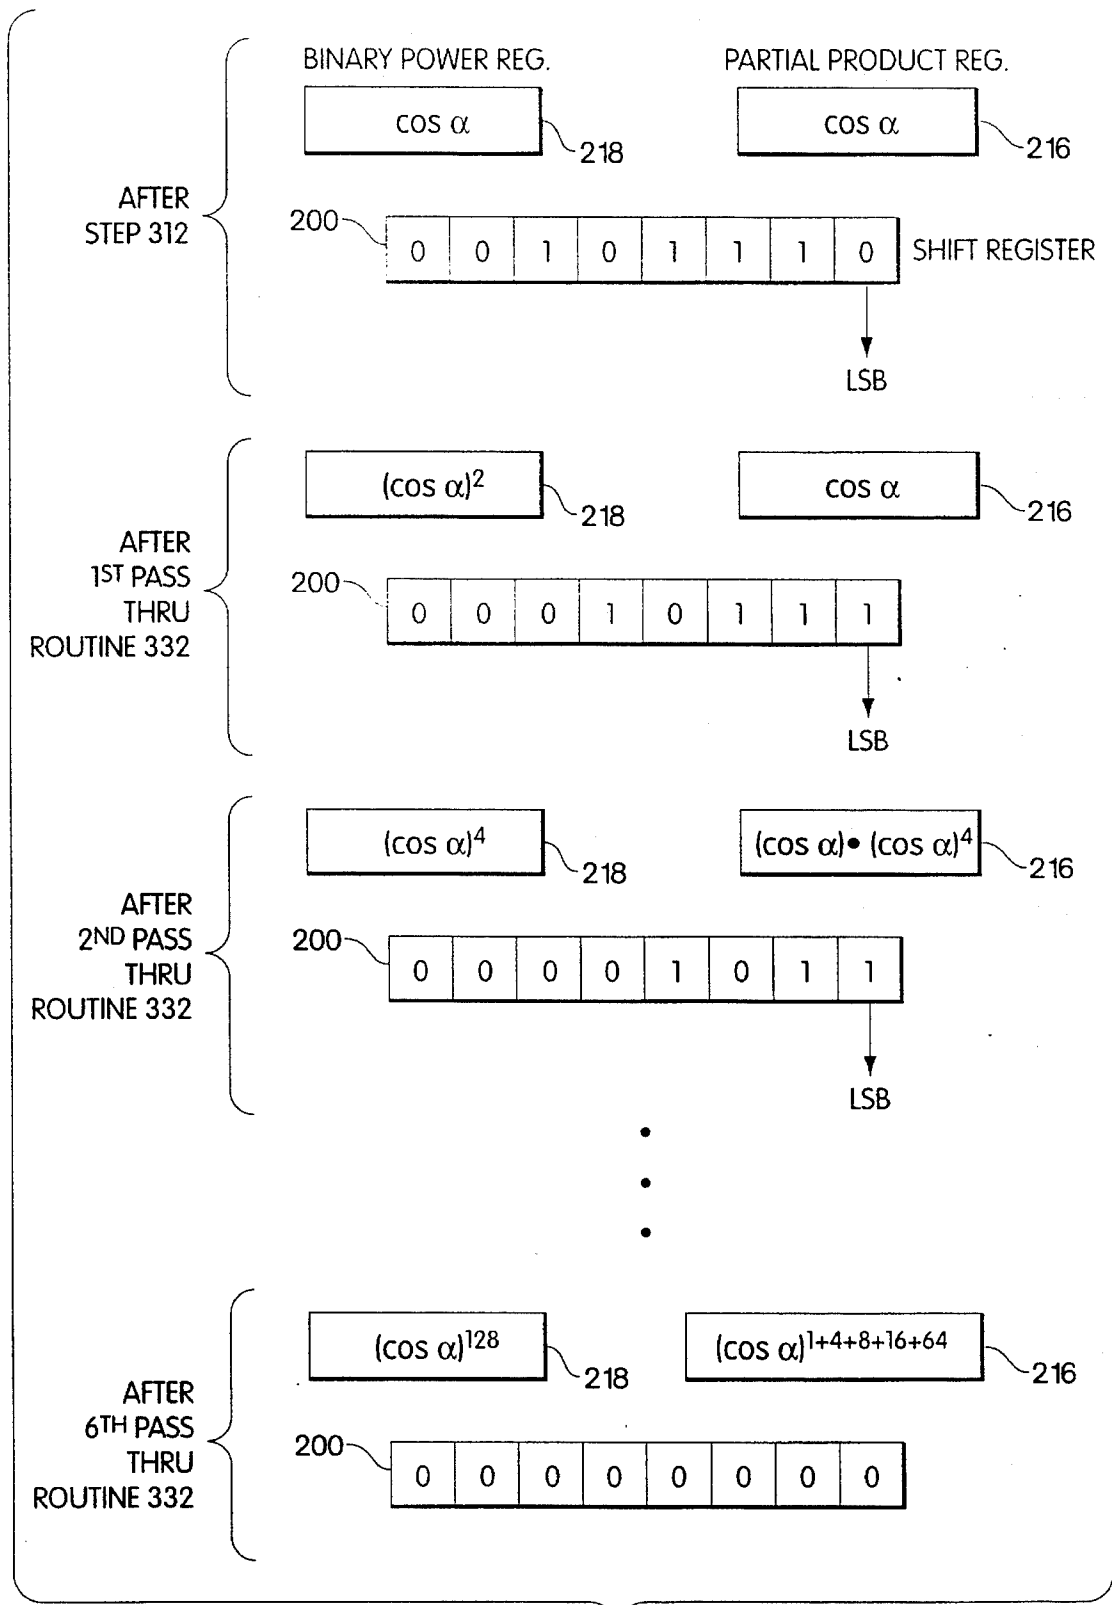 BINARY POWER REG. PARTIAL PRODUCT REG.
cos α cos α
218 216
AFTER
STEP 312
200 0 0 1 0 1 1 1 0 SHIFT REGISTER
LSB
(cos α)² cos α
218 216
AFTER
1ST PASS
THRU
ROUTINE 332
200 0 0 0 1 0 1 1 1
LSB
(cos α)⁴ (cos α)• (cos α)⁴
218 216
AFTER
2ND PASS
THRU
ROUTINE 332
200 0 0 0 0 1 0 1 1
LSB
(cos α)¹²⁸ (cos α)¹⁺⁴⁺⁸⁺¹⁶⁺⁶⁴
218 216
AFTER
6TH PASS
THRU
ROUTINE 332
200 0 0 0 0 0 0 0 0